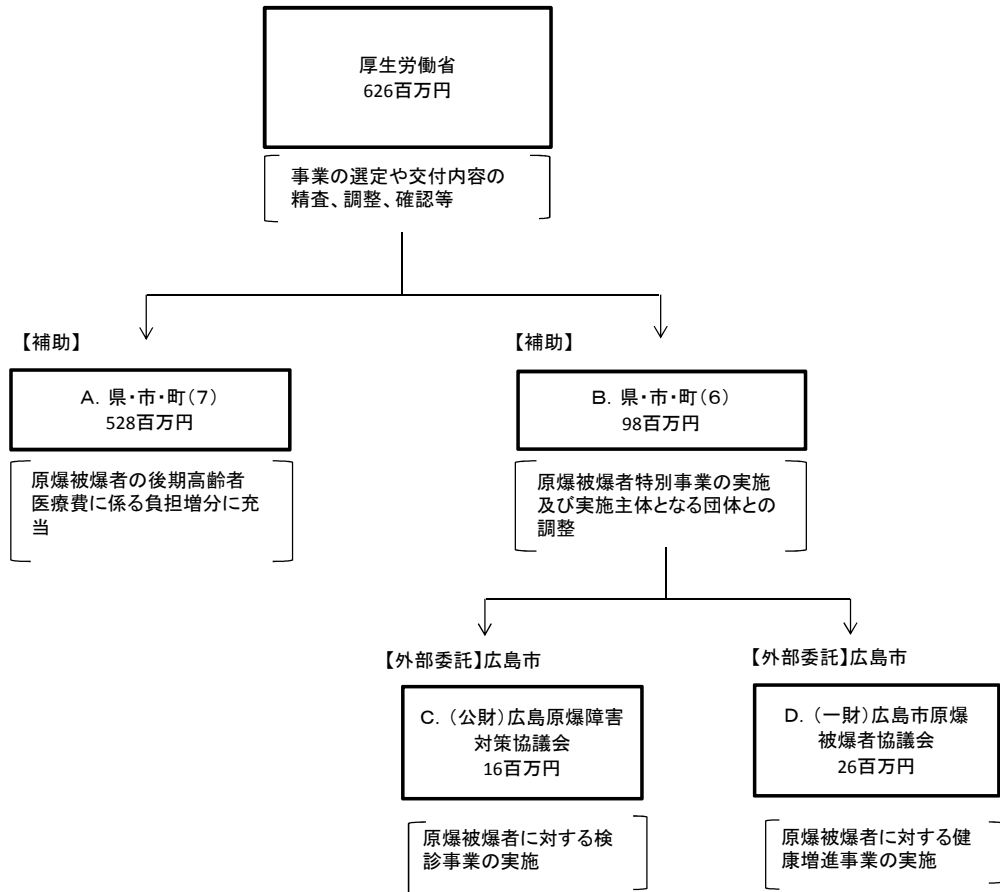 厚生労働省
626百万円
事業の選定や交付内容の
精査、調整、確認等
【補助】
A. 県・市・町(7)
528百万円
原爆被爆者の後期高齢者
医療費に係る負担増分に充
当
【補助】
B. 県・市・町(6)
98百万円
原爆被爆者特別事業の実施
及び実施主体となる団体との
調整
【外部委託】広島市
C. (公財)広島原爆障害
対策協議会
16百万円
原爆被爆者に対する検
診事業の実施
【外部委託】広島市
D. (一財)広島市原爆
被爆者協議会
26百万円
原爆被爆者に対する健
康増進事業の実施